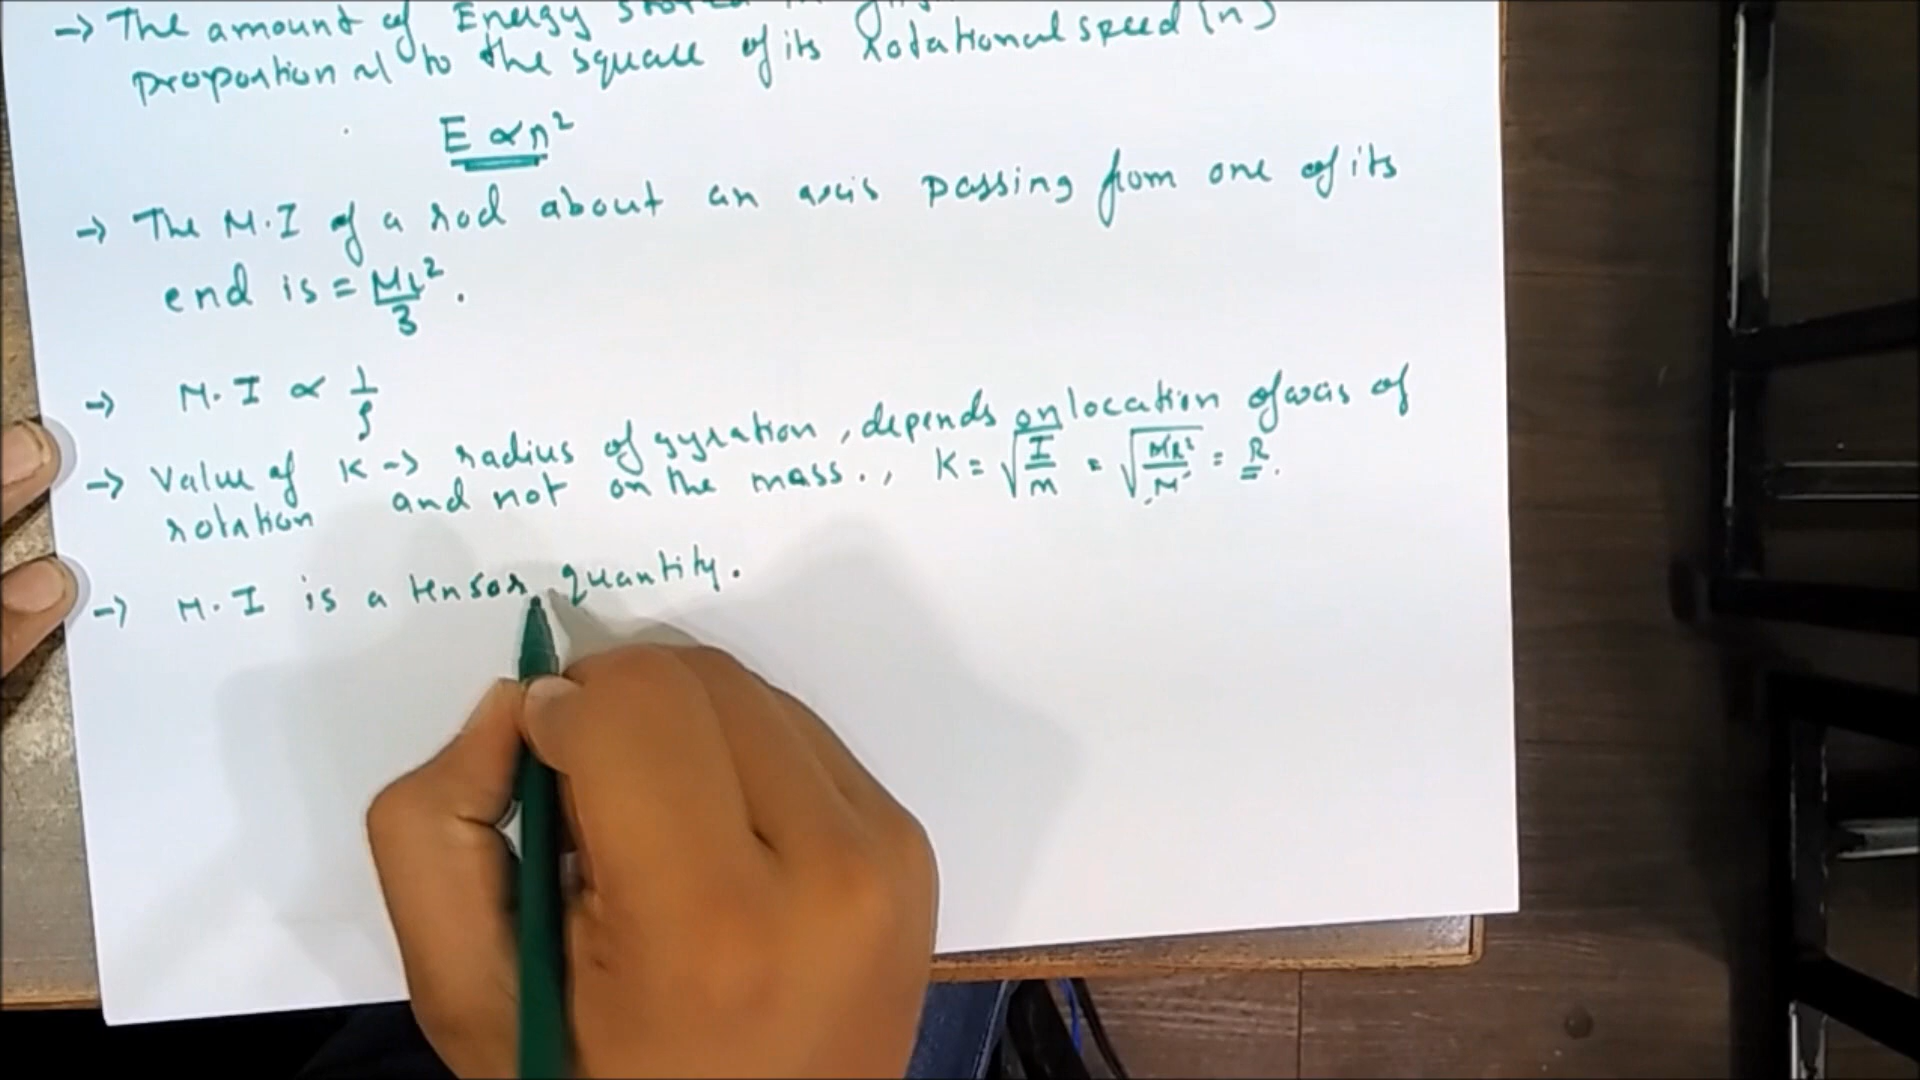 → The amount of Energy stored
proportional to the square of its Rotational speed (n)
E ∝ n²
→ The M.I of a rod about an axis passing from one of its
end is = ML²/3.
→ M.I ∝ 1/ρ
→ Value of K → radius of gyration, depends on location of axis of
rotation and not on the mass., K = √(I/m) = √(MR²/M) = R.
→ M.I is a tensor quantity.